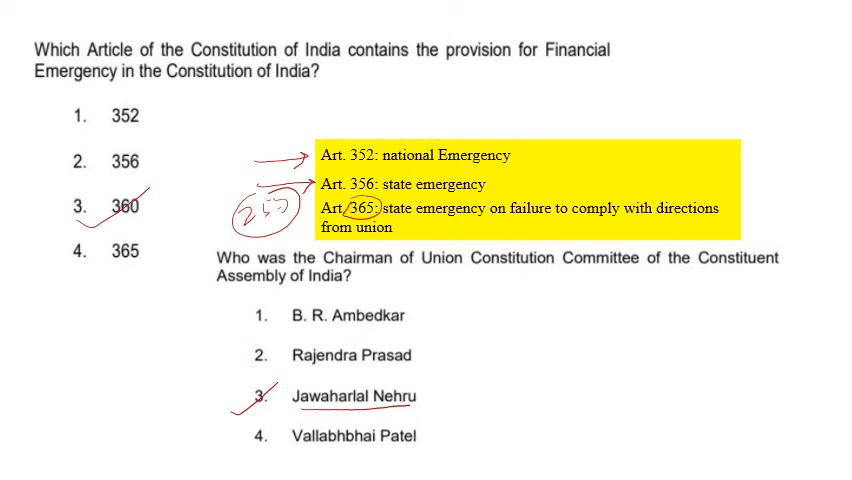 Which Article of the Constitution of India contains the provision for Financial
Emergency in the Constitution of India?
1. 352
2. 356
3. 360
4. 365
Art. 352: national Emergency
Art. 356: state emergency
Art. 365: state emergency on failure to comply with directions
from union
Who was the Chairman of Union Constitution Committee of the Constituent
Assembly of India?
1. B. R. Ambedkar
2. Rajendra Prasad
3. Jawaharlal Nehru
4. Vallabhbhai Patel